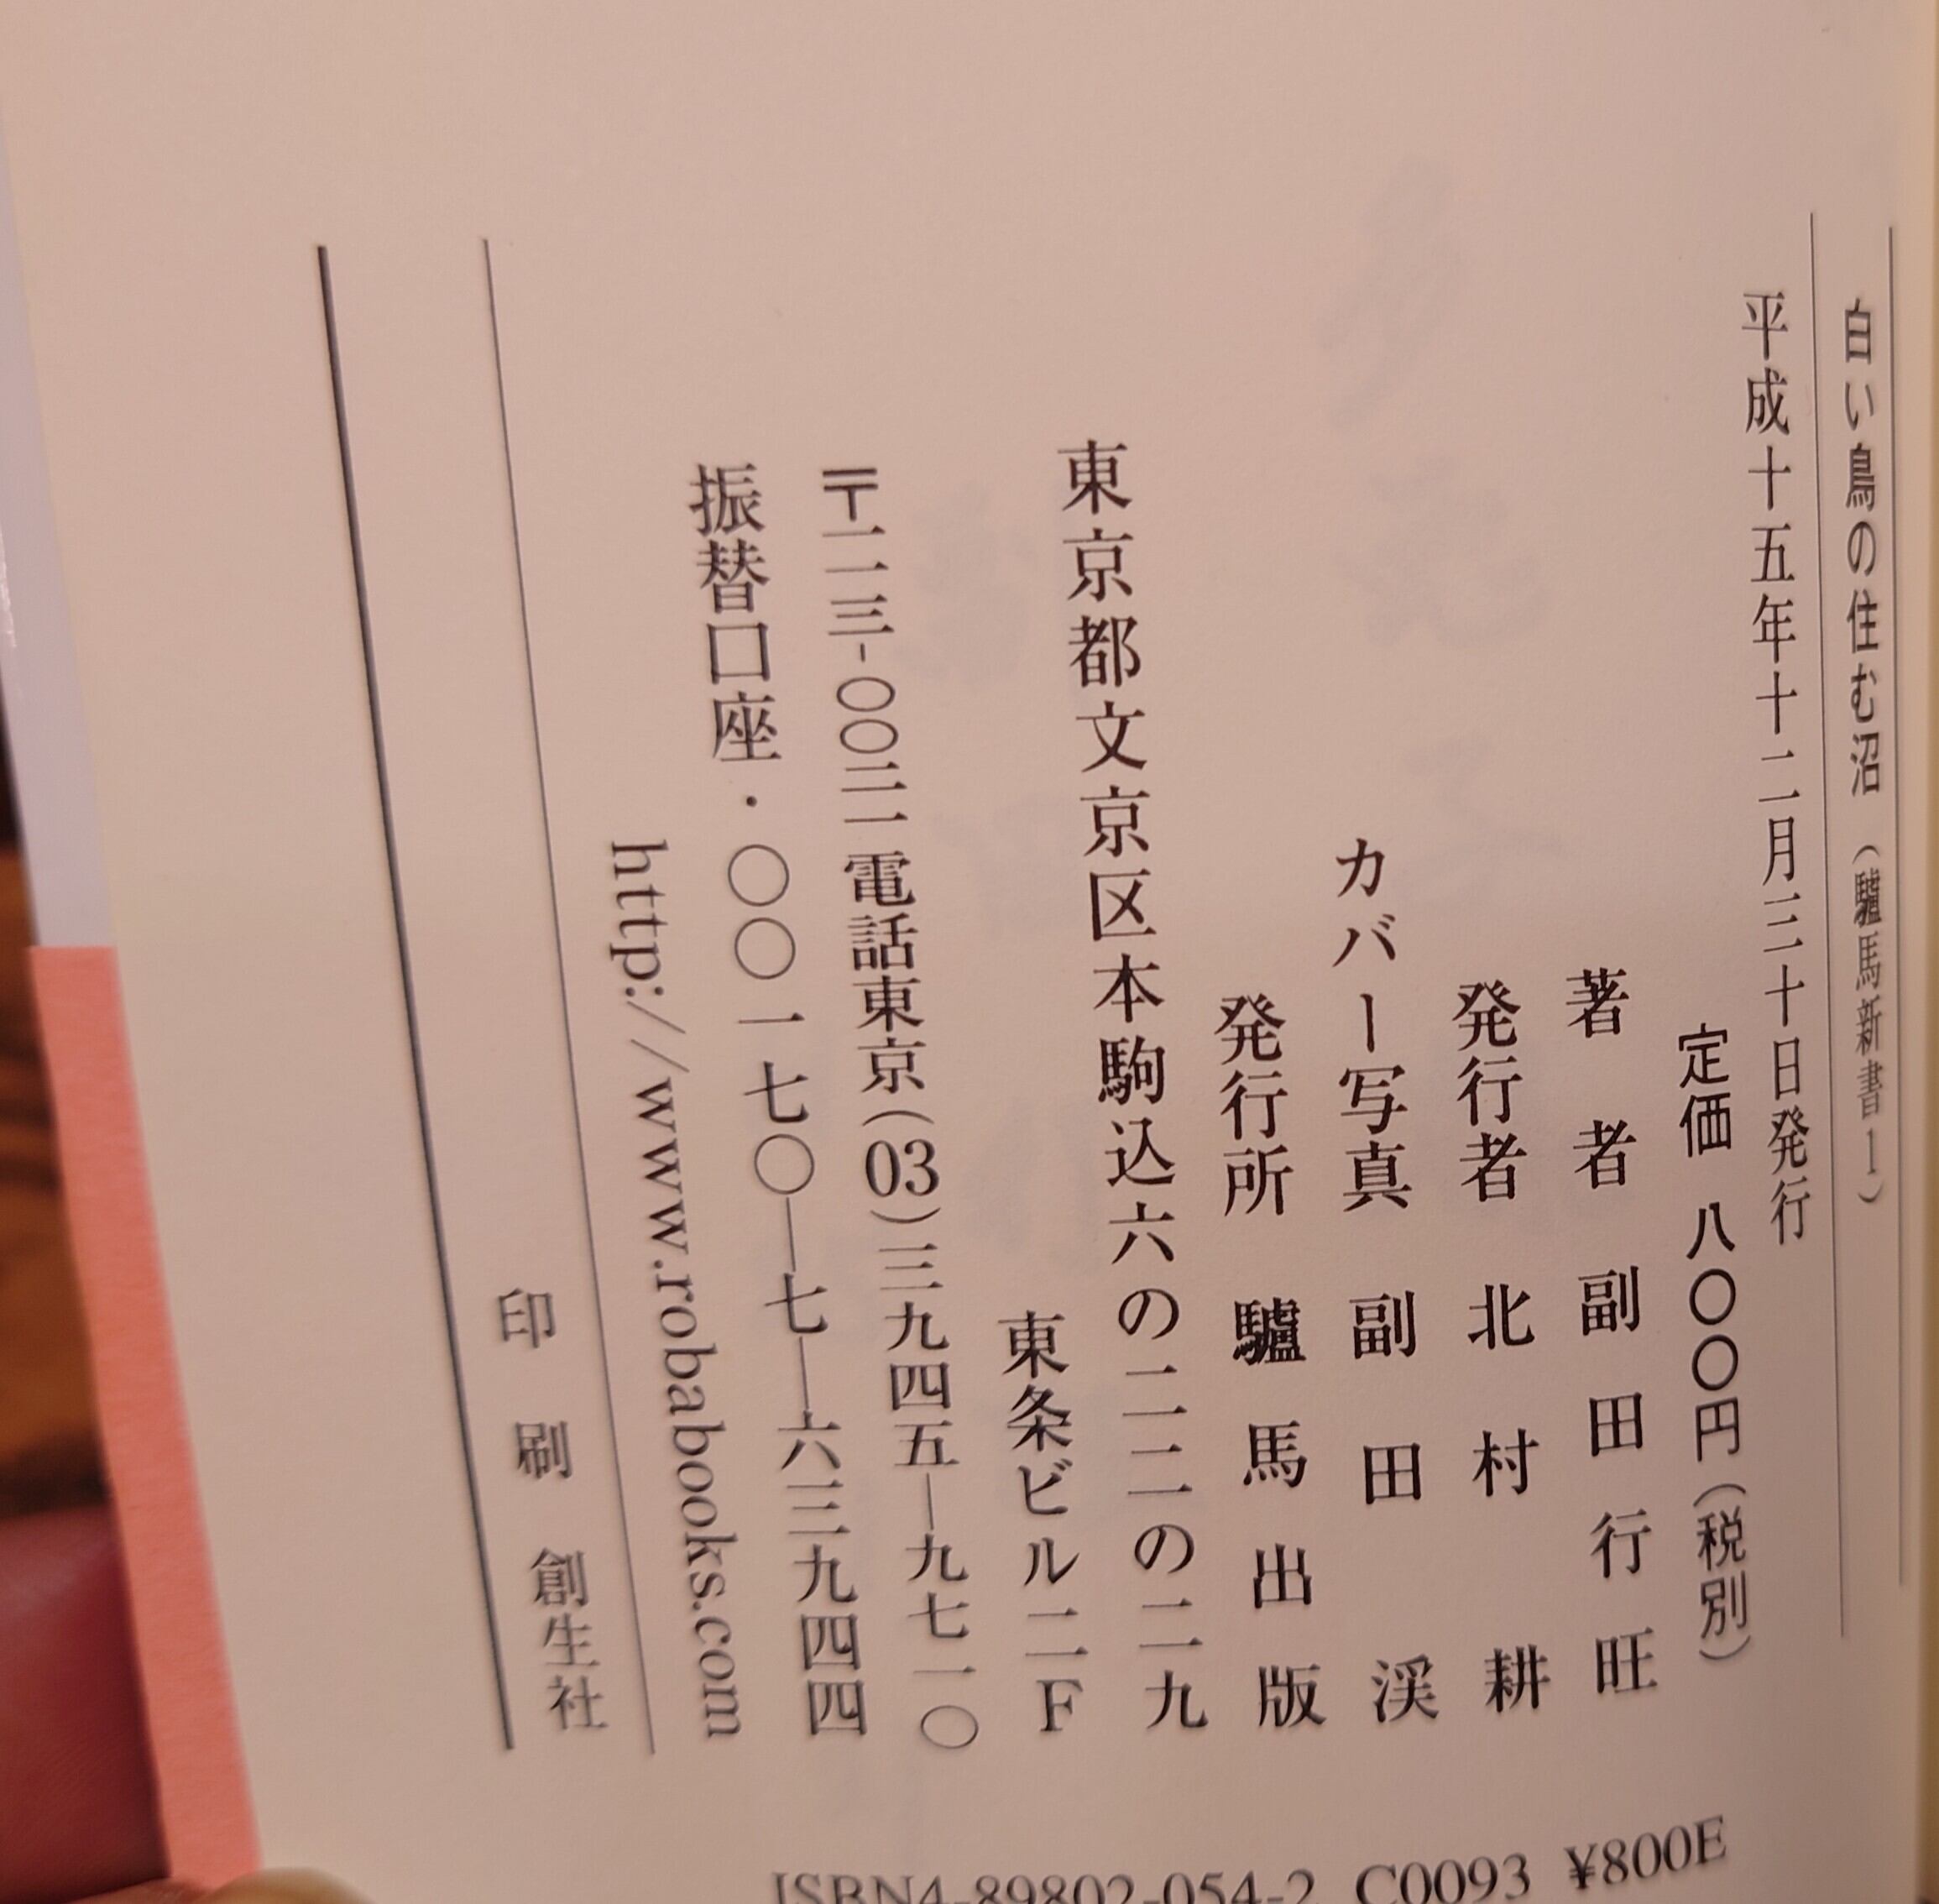 白い鳥の住む沼（驢馬新書1）
平成十五年十二月三十日発行
定価 八〇〇円（税別）
著者 副田行旺
発行者 北村耕
カバー写真 副田渓
発行所 驢馬出版
東京都文京区本駒込六の二二の二九
東条ビル二F
〒一一三-〇〇二一 電話東京（03）三九四五—九七一〇
振替口座・〇〇一七〇—七—六三九四四
http://www.robabooks.com
印刷 創生社
ISBN4-89802-054-2 C0093 ¥800E